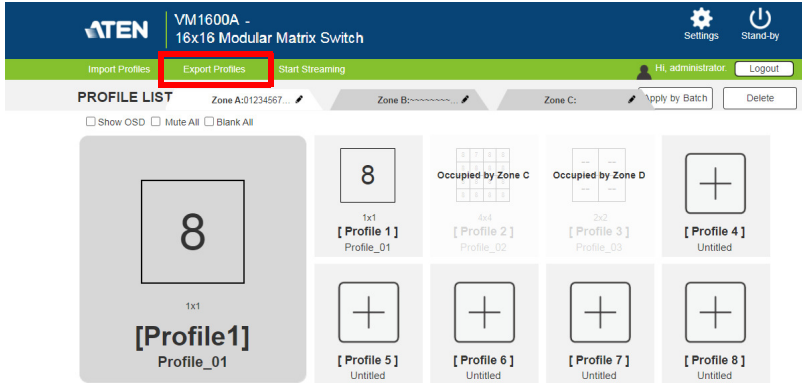 ATEN
VM1600A -
16x16 Modular Matrix Switch
Settings
Stand-by
Import Profiles
Export Profiles
Start Streaming
Hi, administrator.
Logout
PROFILE LIST
Zone A:01234567...
Zone B:~~~~~~~~...
Zone C:
Apply by Batch
Delete
Show OSD
Mute All
Blank All
8
1x1
[Profile1]
Profile_01
8
1x1
[ Profile 1 ]
Profile_01
Occupied by Zone C
4x4
[ Profile 2 ]
Profile_02
Occupied by Zone D
2x2
[ Profile 3 ]
Profile_03
[ Profile 4 ]
Untitled
[ Profile 5 ]
Untitled
[ Profile 6 ]
Untitled
[ Profile 7 ]
Untitled
[ Profile 8 ]
Untitled